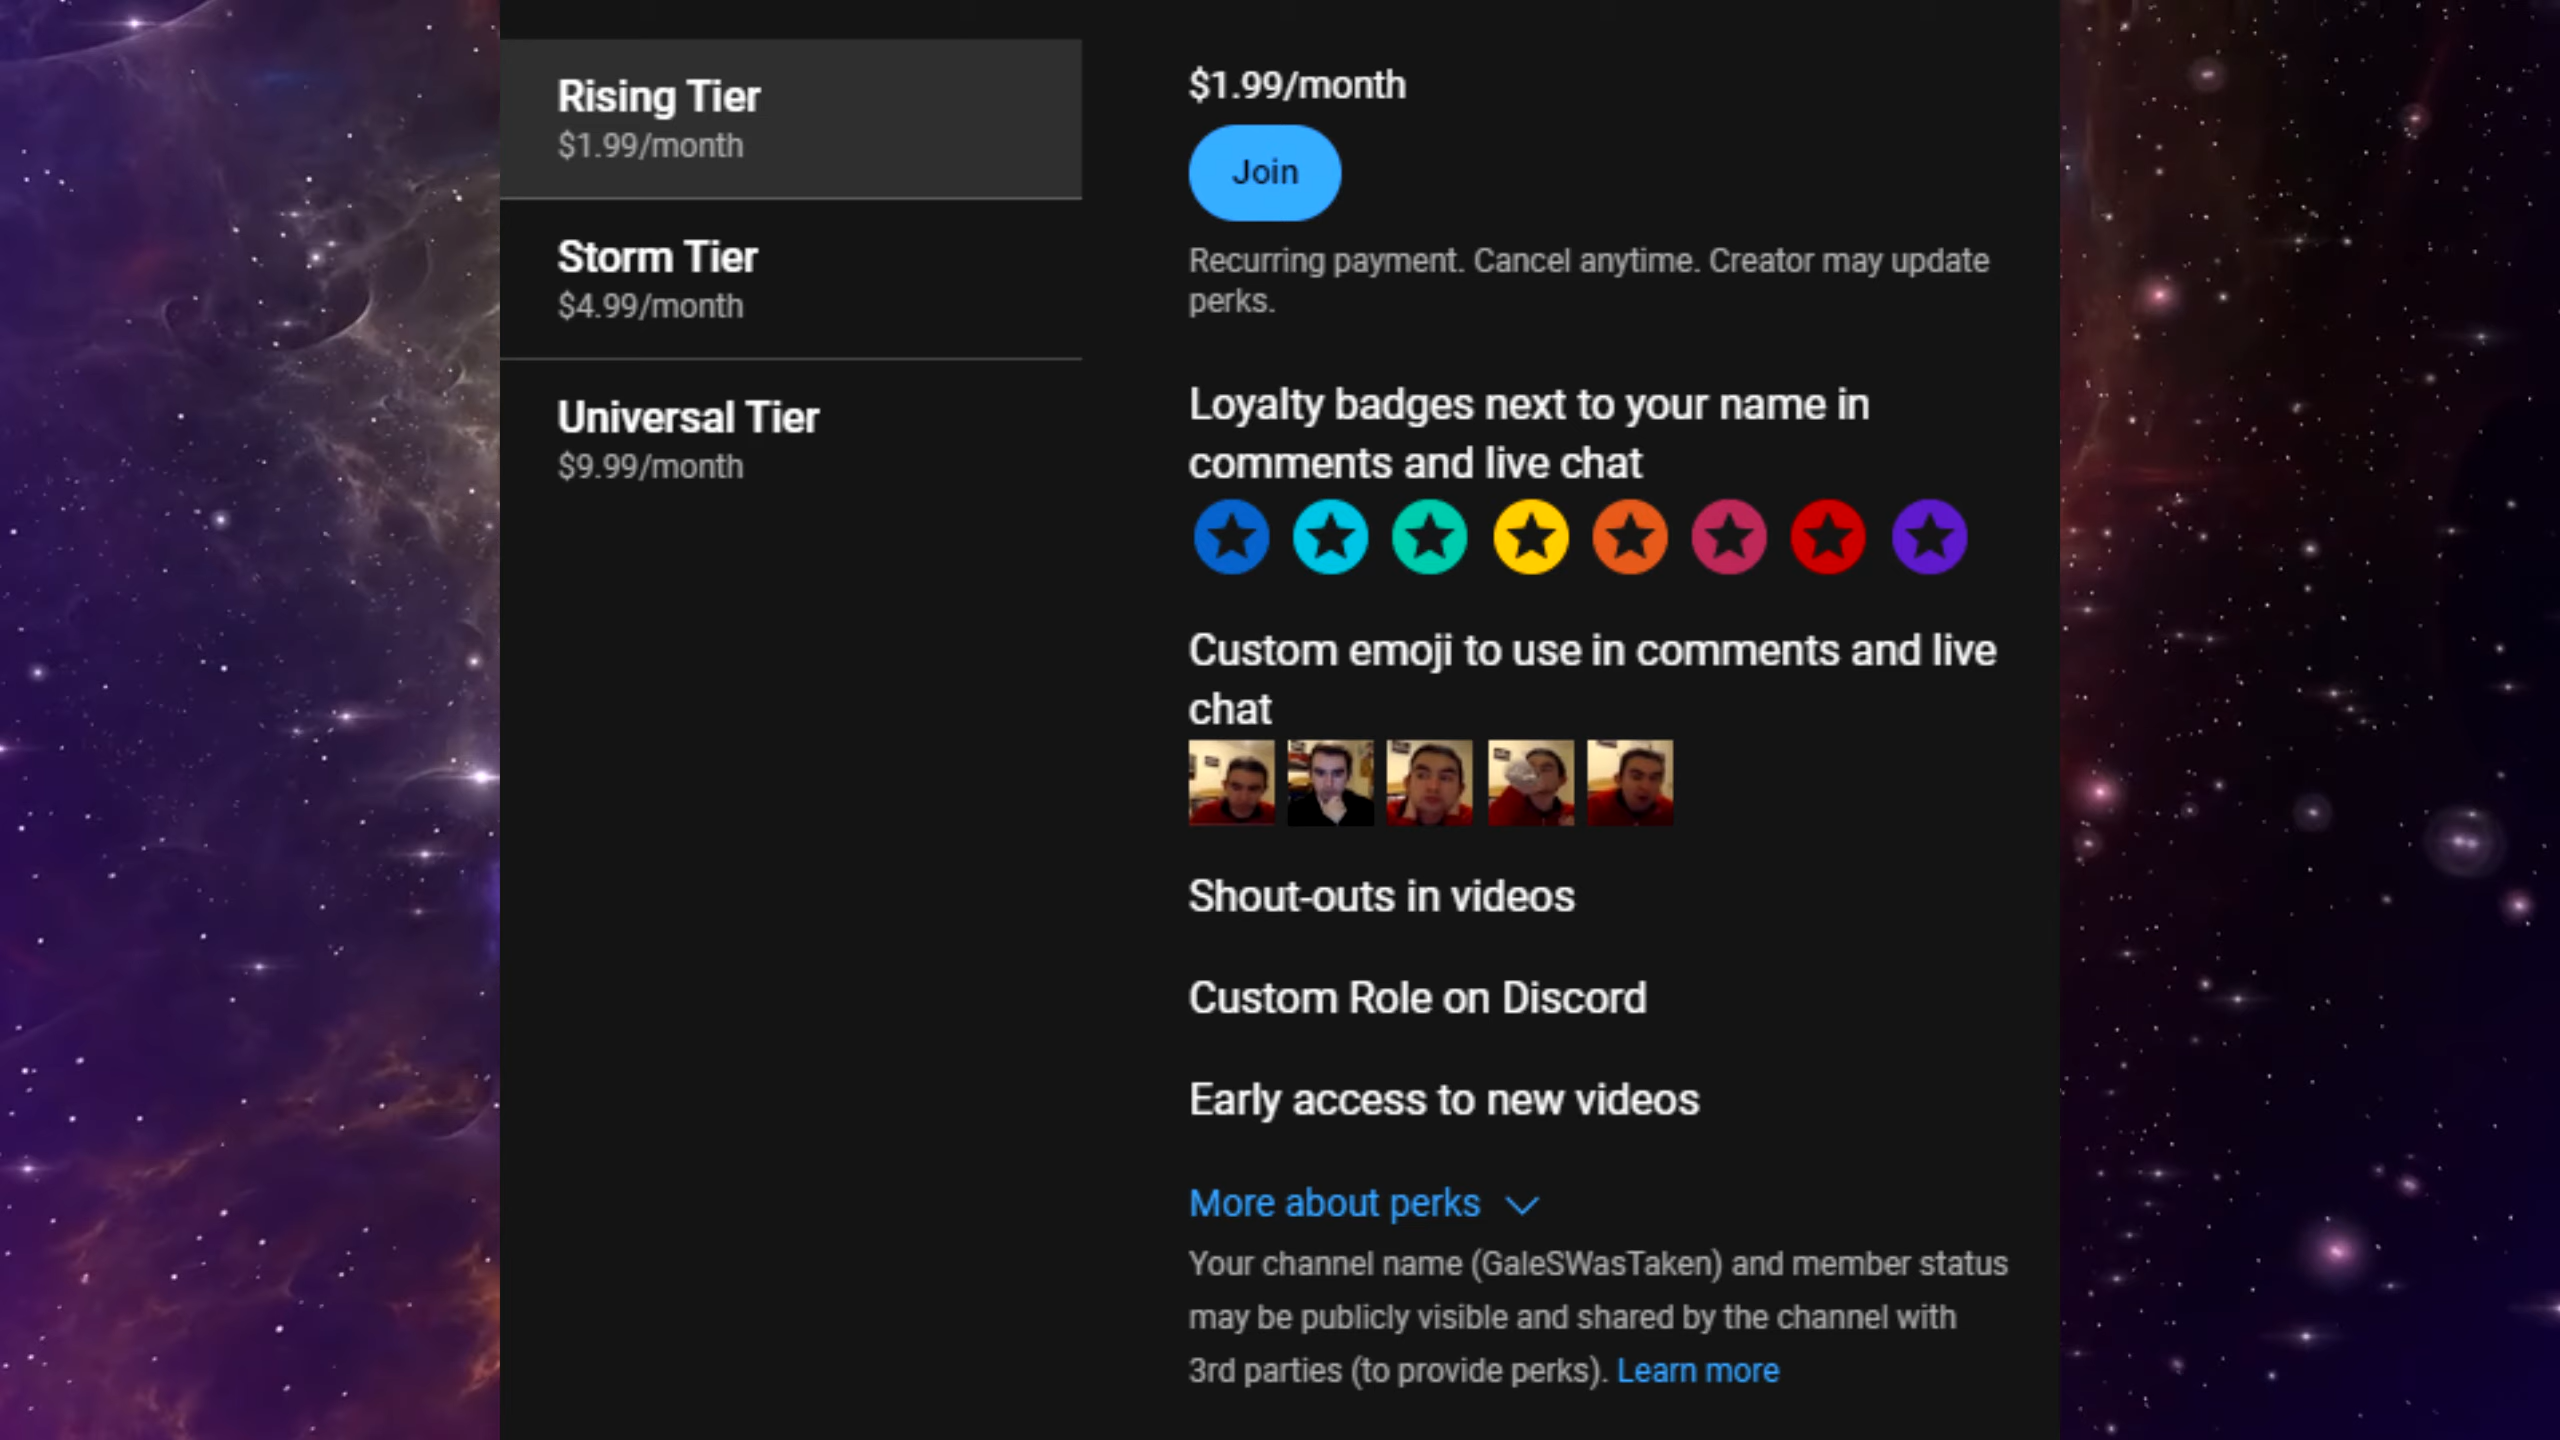 Rising Tier
$1.99/month
Storm Tier
$4.99/month
Universal Tier
$9.99/month
$1.99/month
Join
Recurring payment. Cancel anytime. Creator may update
perks.
Loyalty badges next to your name in
comments and live chat
Custom emoji to use in comments and live
chat
Shout-outs in videos
Custom Role on Discord
Early access to new videos
More about perks
Your channel name (GaleSWasTaken) and member status
may be publicly visible and shared by the channel with
3rd parties (to provide perks). Learn more